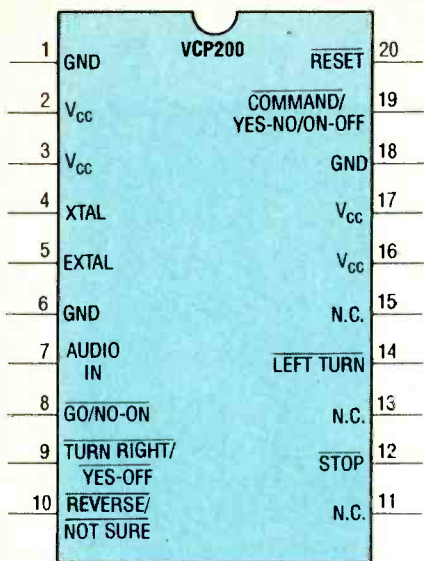 VCP200
1 GND
2 Vcc
3 Vcc
4 XTAL
5 EXTAL
6 GND
7 AUDIO
IN
8 GO/NO-ON
9 TURN RIGHT/
YES-OFF
10 REVERSE/
NOT SURE
RESET 20
COMMAND/ 19
YES-NO/ON-OFF
GND 18
Vcc 17
Vcc 16
N.C. 15
LEFT TURN 14
N.C. 13
STOP 12
N.C. 11